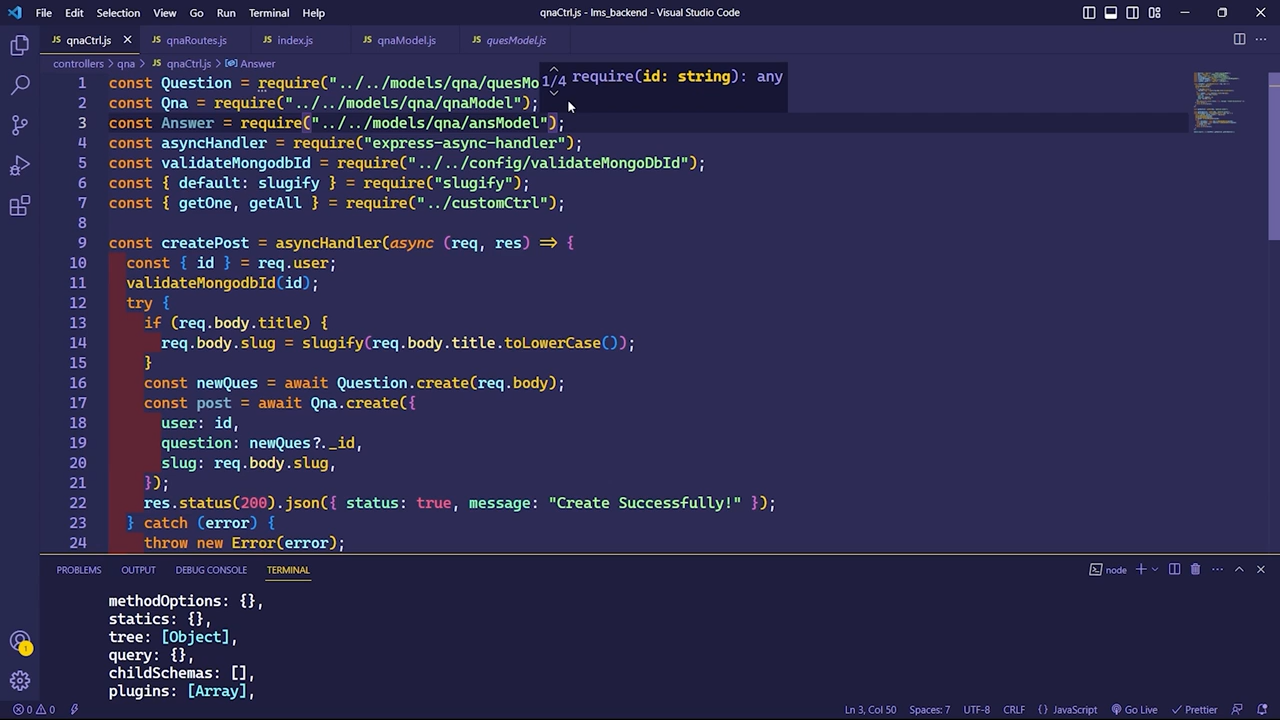 File Edit Selection View Go Run Terminal Help
qnaCtrl.js - lms_backend - Visual Studio Code
JS qnaCtrl.js
JS qnaRoutes.js
JS index.js
JS qnaModel.js
JS quesModel.js
controllers > qna > JS qnaCtrl.js > Answer
1 const Question = require("../../models/qna/quesMo
1/4 require(id: string): any
2 const Qna = require("../../models/qna/qnaModel");
3 const Answer = require("../../models/qna/ansModel");
4 const asyncHandler = require("express-async-handler");
5 const validateMongodbId = require("../../config/validateMongoDbId");
6 const { default: slugify } = require("slugify");
7 const { getOne, getAll } = require("../customCtrl");
8
9 const createPost = asyncHandler(async (req, res) => {
10 const { id } = req.user;
11 validateMongodbId(id);
12 try {
13 if (req.body.title) {
14 req.body.slug = slugify(req.body.title.toLowerCase());
15 }
16 const newQues = await Question.create(req.body);
17 const post = await Qna.create({
18 user: id,
19 question: newQues?._id,
20 slug: req.body.slug,
21 });
22 res.status(200).json({ status: true, message: "Create Successfully!" });
23 } catch (error) {
24 throw new Error(error);
PROBLEMS OUTPUT DEBUG CONSOLE TERMINAL
node
methodOptions: {},
statics: {},
tree: [Object],
query: {},
childSchemas: [],
plugins: [Array],
1
0 0
Ln 3, Col 50 Spaces: 7 UTF-8 CRLF {} JavaScript Go Live Prettier